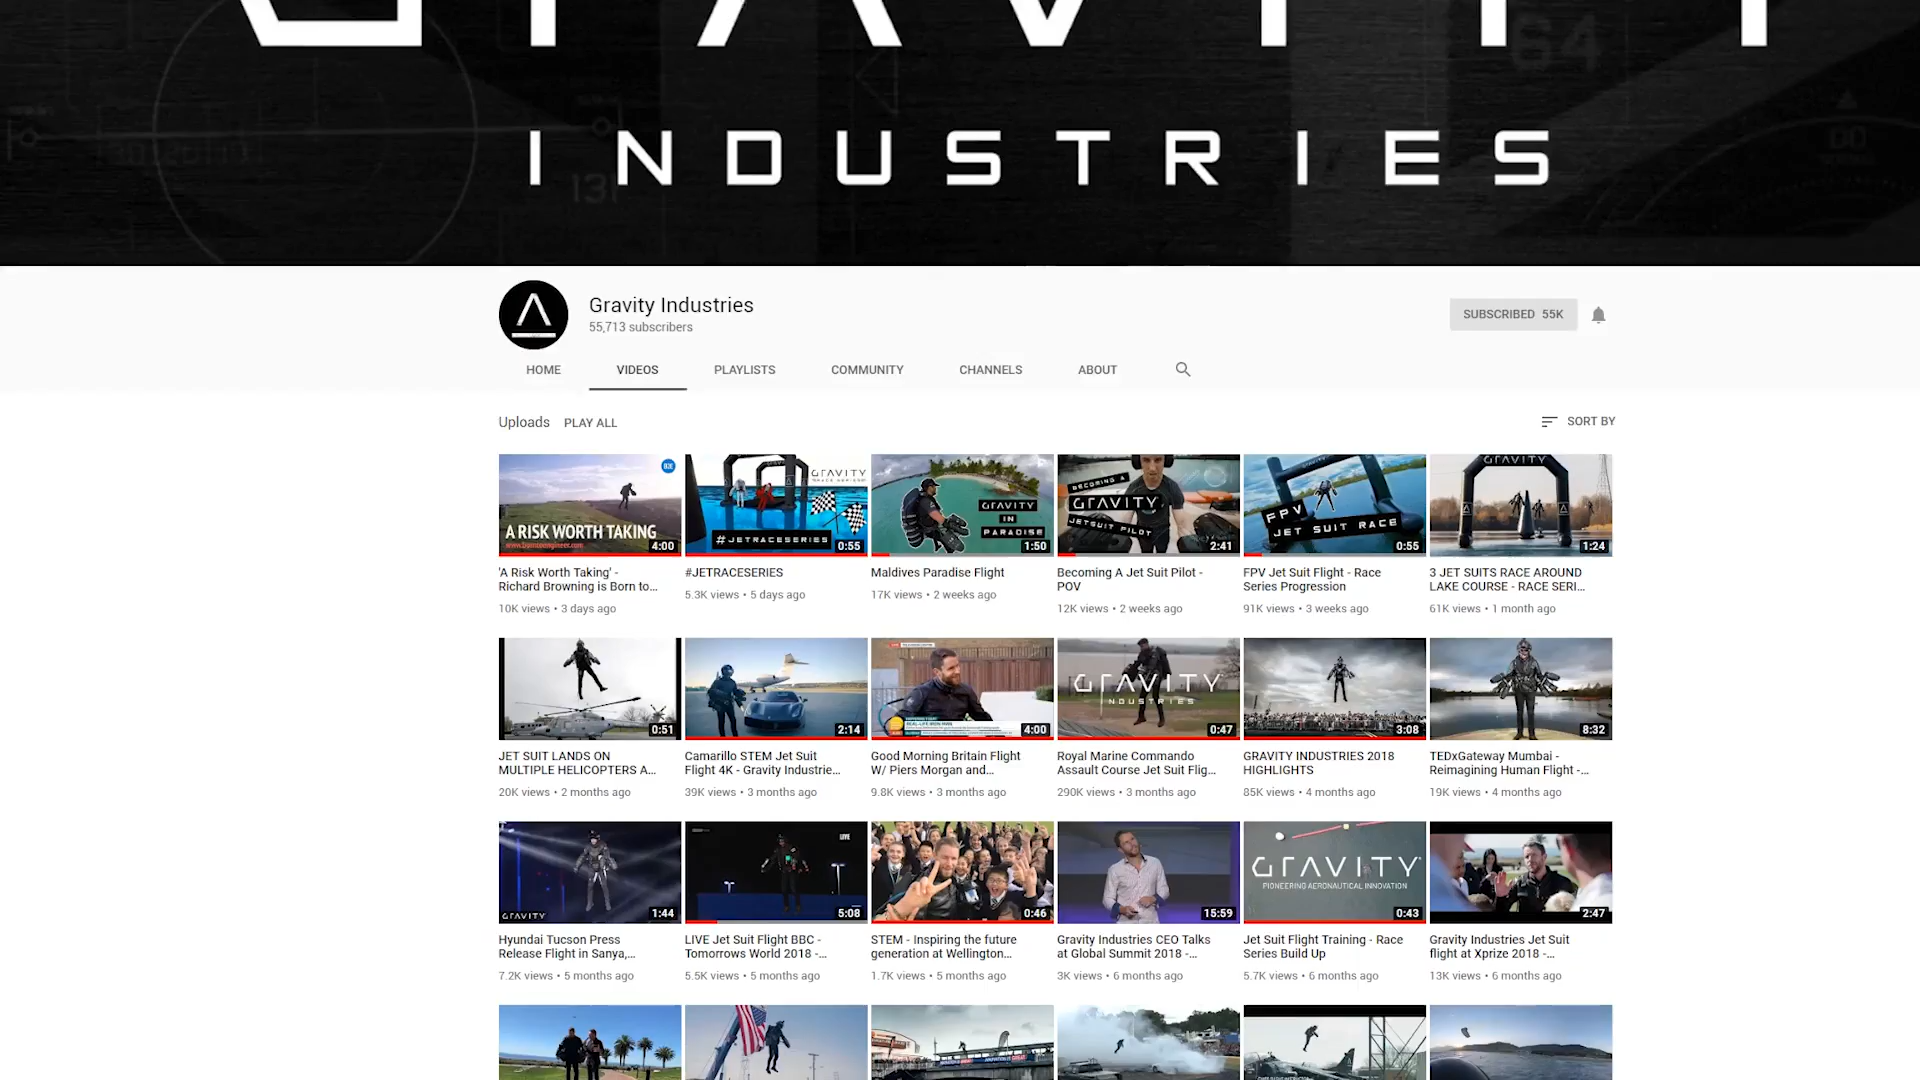 GRAVITY
INDUSTRIES
Gravity Industries
55,713 subscribers
SUBSCRIBED 55K
HOME VIDEOS PLAYLISTS COMMUNITY CHANNELS ABOUT
Uploads PLAY ALL
SORT BY
A RISK WORTH TAKING
4:00
GRAVITY
#JETRACESERIES
0:55
GRAVITY
IN
PARADISE
1:50
BECOMING A
GRAVITY
JETSUIT PILOT
2:41
FPV
JET SUIT RACE
0:55
GRAVITY
1:24
'A Risk Worth Taking' -
Richard Browning is Born to...
10K views • 3 days ago
#JETRACESERIES
5.3K views • 5 days ago
Maldives Paradise Flight
17K views • 2 weeks ago
Becoming A Jet Suit Pilot -
POV
12K views • 2 weeks ago
FPV Jet Suit Flight - Race
Series Progression
91K views • 3 weeks ago
3 JET SUITS RACE AROUND
LAKE COURSE - RACE SERI...
61K views • 1 month ago
0:51
2:14
4:00
GRAVITY
INDUSTRIES
0:47
3:08
8:32
JET SUIT LANDS ON
MULTIPLE HELICOPTERS A...
20K views • 2 months ago
Camarillo STEM Jet Suit
Flight 4K - Gravity Industrie...
39K views • 3 months ago
Good Morning Britain Flight
W/ Piers Morgan and...
9.8K views • 3 months ago
Royal Marine Commando
Assault Course Jet Suit Flig...
290K views • 3 months ago
GRAVITY INDUSTRIES 2018
HIGHLIGHTS
85K views • 4 months ago
TEDxGateway Mumbai -
Reimagining Human Flight -...
19K views • 4 months ago
GRAVITY
1:44
LIVE
5:08
0:46
15:59
GRAVITY
PIONEERING AERONAUTICAL INNOVATION
0:43
2:47
Hyundai Tucson Press
Release Flight in Sanya,...
7.2K views • 5 months ago
LIVE Jet Suit Flight BBC -
Tomorrows World 2018 -...
5.5K views • 5 months ago
STEM - Inspiring the future
generation at Wellington...
1.7K views • 5 months ago
Gravity Industries CEO Talks
at Global Summit 2018 -...
3K views • 6 months ago
Jet Suit Flight Training - Race
Series Build Up
5.7K views • 6 months ago
Gravity Industries Jet Suit
flight at Xprize 2018 -...
13K views • 6 months ago